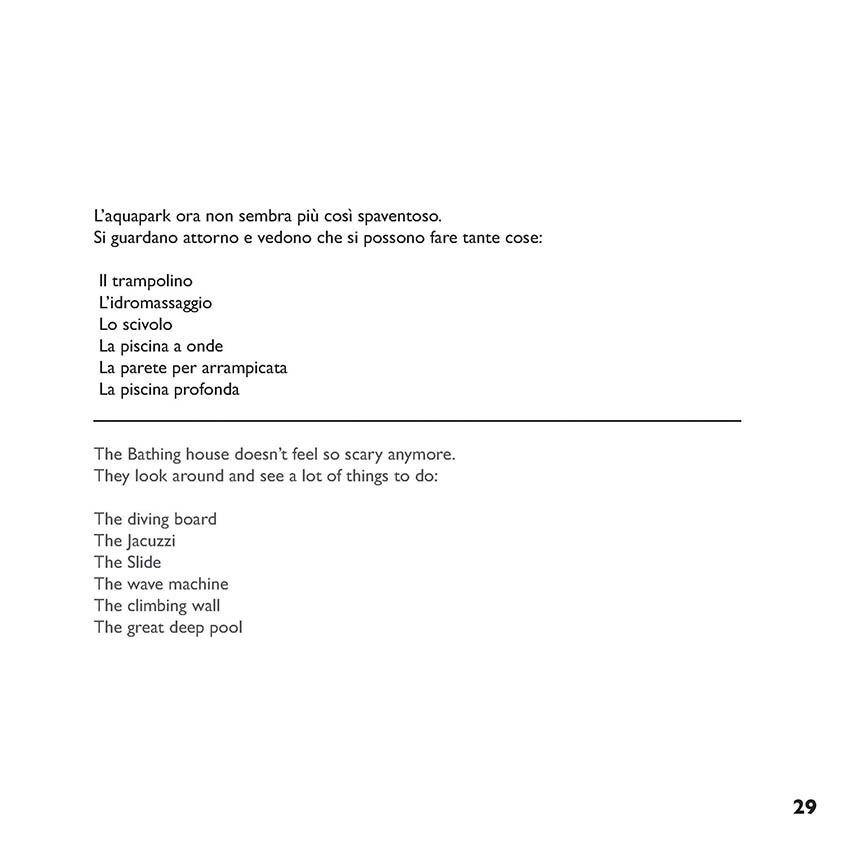 L’aquapark ora non sembra più così spaventoso.
Si guardano attorno e vedono che si possono fare tante cose:
Il trampolino
L’idromassaggio
Lo scivolo
La piscina a onde
La parete per arrampicata
La piscina profonda
The Bathing house doesn’t feel so scary anymore.
They look around and see a lot of things to do:
The diving board
The Jacuzzi
The Slide
The wave machine
The climbing wall
The great deep pool
29